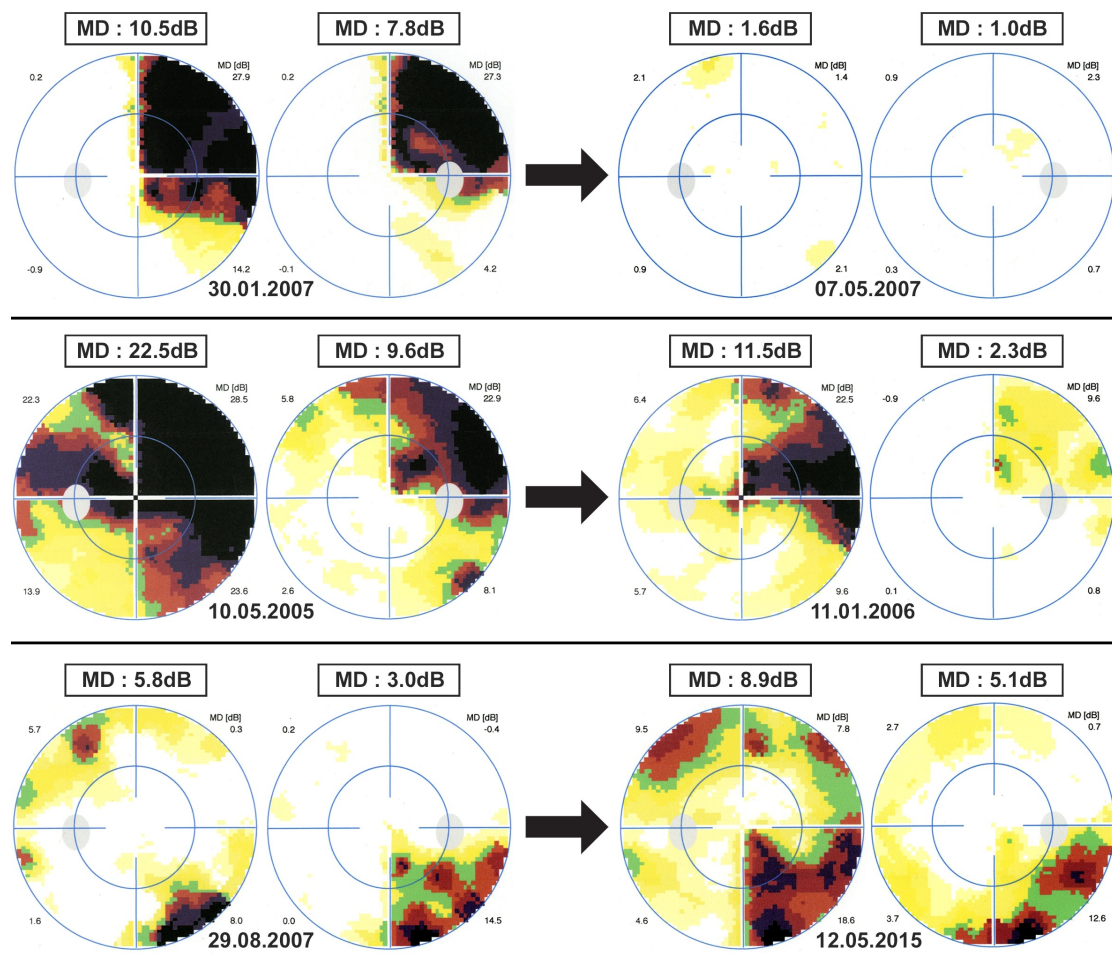 MD : 10.5dB
MD : 7.8dB
MD : 1.6dB
MD : 1.0dB
MD [dB]
MD [dB]
MD [dB]
MD [dB]
0.2
27.9
0.2
27.3
2.1
1.4
0.9
2.3
-0.9
14.2
-0.1
4.2
0.9
2.1
0.3
0.7
30.01.2007
07.05.2007
MD : 22.5dB
MD : 9.6dB
MD : 11.5dB
MD : 2.3dB
MD [dB]
MD [dB]
MD [dB]
MD [dB]
22.3
28.5
5.8
22.9
6.4
22.5
-0.9
9.6
13.9
23.6
2.6
8.1
5.7
9.6
0.1
0.8
10.05.2005
11.01.2006
MD : 5.8dB
MD : 3.0dB
MD : 8.9dB
MD : 5.1dB
MD [dB]
MD [dB]
MD [dB]
MD [dB]
5.7
0.3
0.2
-0.4
9.5
7.8
2.7
0.7
1.6
8.0
0.0
14.5
4.6
18.6
3.7
12.6
29.08.2007
12.05.2015